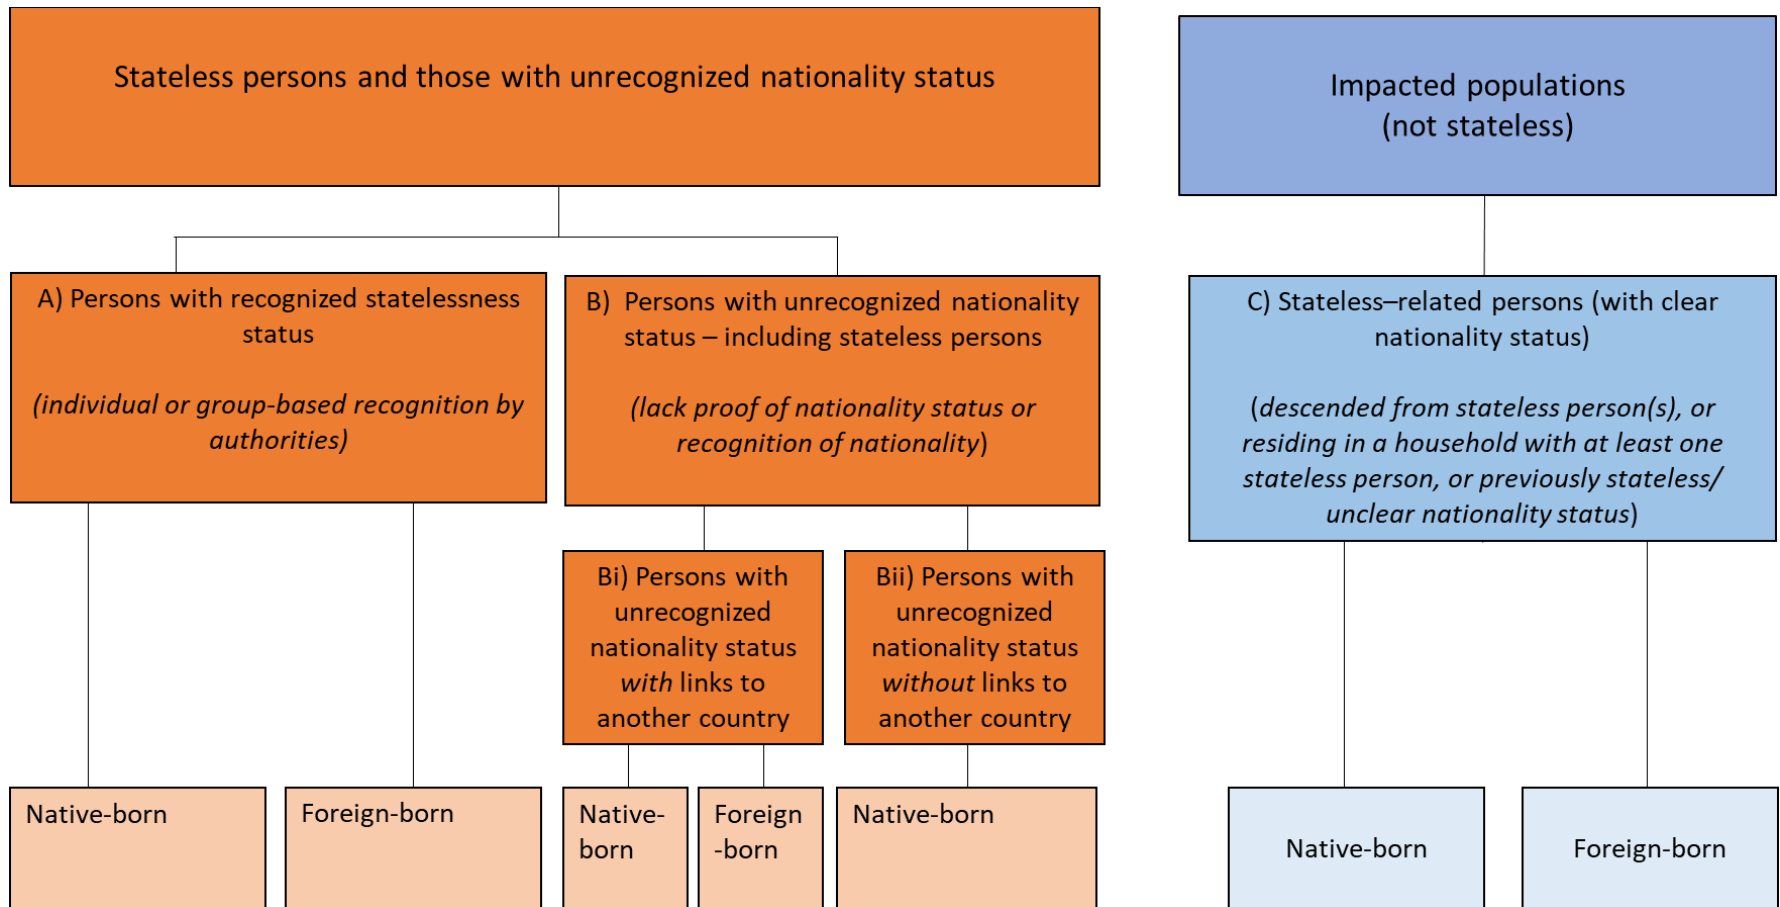 Stateless persons and those with unrecognized nationality status
Impacted populations
(not stateless)
A) Persons with recognized statelessness
status
(individual or group-based recognition by
authorities)
B) Persons with unrecognized nationality
status – including stateless persons
(lack proof of nationality status or
recognition of nationality)
C) Stateless–related persons (with clear
nationality status)
(descended from stateless person(s), or
residing in a household with at least one
stateless person, or previously stateless/
unclear nationality status)
Bi) Persons with
unrecognized
nationality status
with links to
another country
Bii) Persons with
unrecognized
nationality status
without links to
another country
Native-born
Foreign-born
Native-
born
Foreign
-born
Native-born
Native-born
Foreign-born